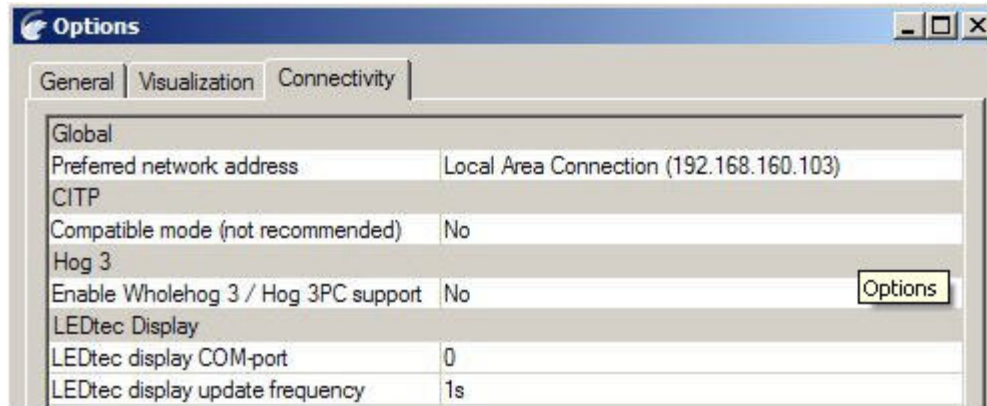 Options
General Visualization Connectivity
Global
Preferred network address Local Area Connection (192.168.160.103)
CITP
Compatible mode (not recommended) No
Hog 3
Enable Wholehog 3 / Hog 3PC support No
Options
LEDtec Display
LEDtec display COM-port 0
LEDtec display update frequency 1s